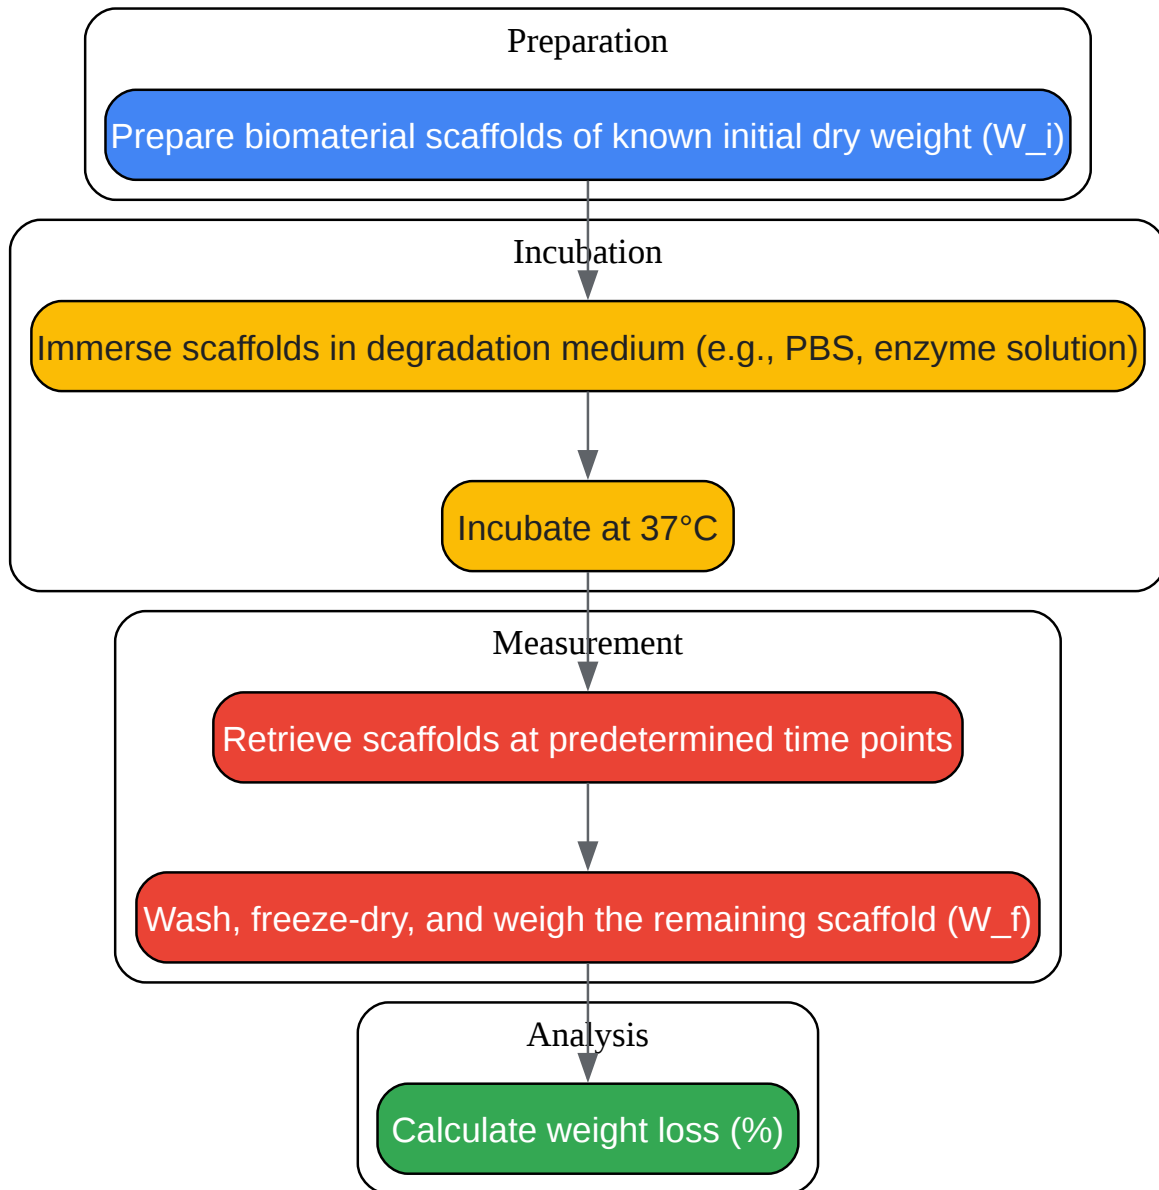 Preparation
Prepare biomaterial scaffolds of known initial dry weight (W_i)
Incubation
Immerse scaffolds in degradation medium (e.g., PBS, enzyme solution)
Incubate at 37°C
Measurement
Retrieve scaffolds at predetermined time points
Wash, freeze-dry, and weigh the remaining scaffold (W_f)
Analysis
Calculate weight loss (%)